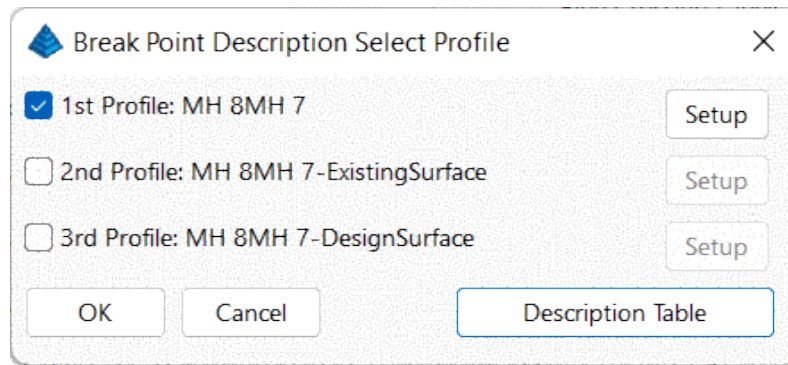 Break Point Description Select Profile
1st Profile: MH 8MH 7 Setup
2nd Profile: MH 8MH 7-ExistingSurface Setup
3rd Profile: MH 8MH 7-DesignSurface Setup
OK Cancel Description Table